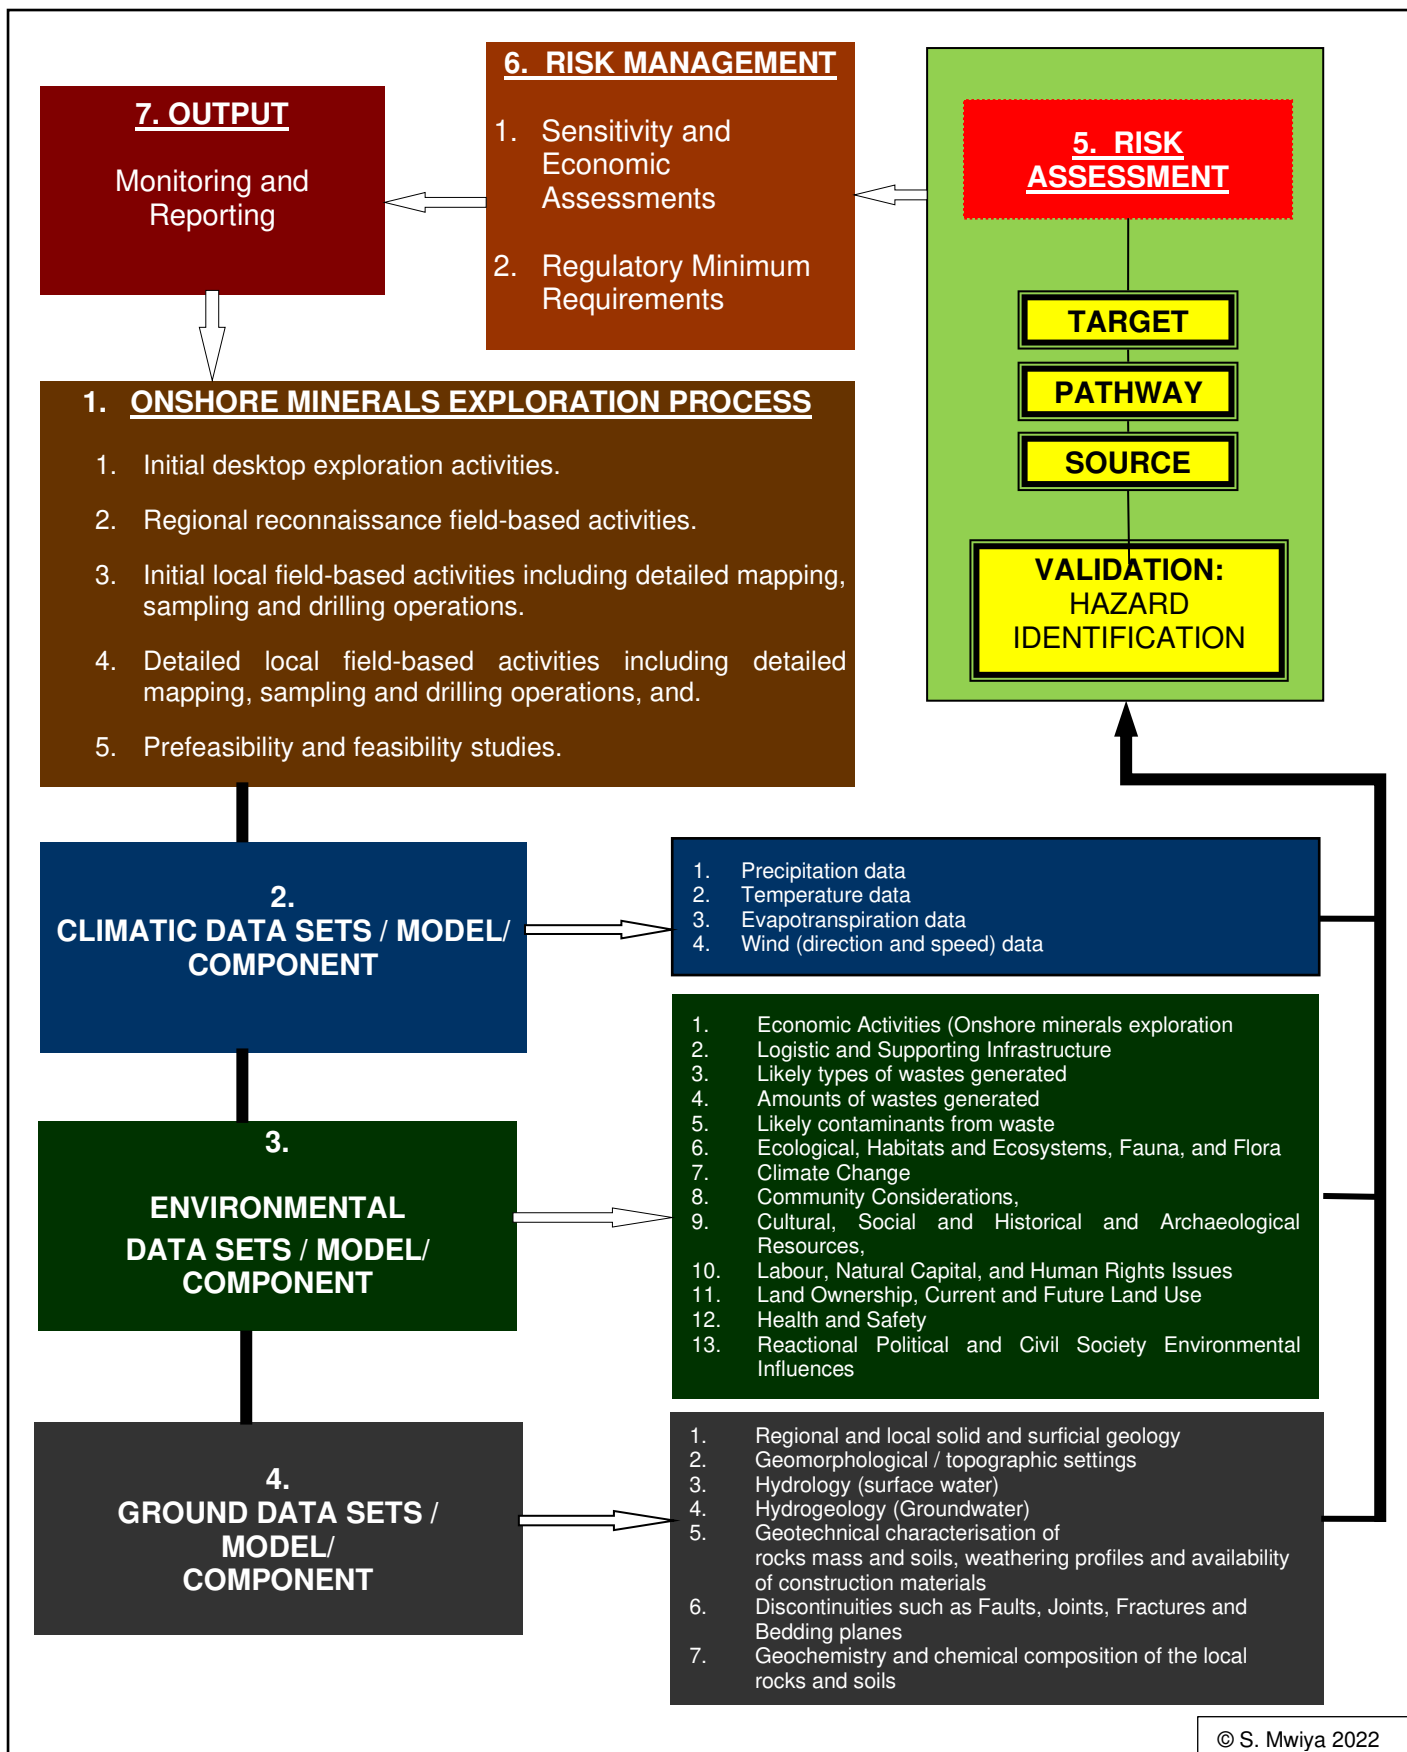 6. RISK MANAGEMENT
1. Sensitivity and
Economic
Assessments
2. Regulatory Minimum
Requirements
7. OUTPUT
Monitoring and
Reporting
5. RISK
ASSESSMENT
TARGET
PATHWAY
SOURCE
VALIDATION:
HAZARD
IDENTIFICATION
1. ONSHORE MINERALS EXPLORATION PROCESS
1. Initial desktop exploration activities.
2. Regional reconnaissance field-based activities.
3. Initial local field-based activities including detailed mapping,
sampling and drilling operations.
4. Detailed local field-based activities including detailed
mapping, sampling and drilling operations, and.
5. Prefeasibility and feasibility studies.
2.
CLIMATIC DATA SETS / MODEL/
COMPONENT
1. Precipitation data
2. Temperature data
3. Evapotranspiration data
4. Wind (direction and speed) data
3.
ENVIRONMENTAL
DATA SETS / MODEL/
COMPONENT
1. Economic Activities (Onshore minerals exploration
2. Logistic and Supporting Infrastructure
3. Likely types of wastes generated
4. Amounts of wastes generated
5. Likely contaminants from waste
6. Ecological, Habitats and Ecosystems, Fauna, and Flora
7. Climate Change
8. Community Considerations,
9. Cultural, Social and Historical and Archaeological
Resources,
10. Labour, Natural Capital, and Human Rights Issues
11. Land Ownership, Current and Future Land Use
12. Health and Safety
13. Reactional Political and Civil Society Environmental
Influences
4.
GROUND DATA SETS /
MODEL/
COMPONENT
1. Regional and local solid and surficial geology
2. Geomorphological / topographic settings
3. Hydrology (surface water)
4. Hydrogeology (Groundwater)
5. Geotechnical characterisation of
rocks mass and soils, weathering profiles and availability
of construction materials
6. Discontinuities such as Faults, Joints, Fractures and
Bedding planes
7. Geochemistry and chemical composition of the local
rocks and soils
© S. Mwiya 2022